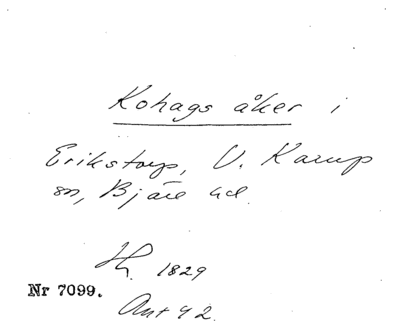 Kohags åker i
Erikstorp, V. Karup
sn, Bjäre hd.
1829
Nr 7099.
Ant 42.